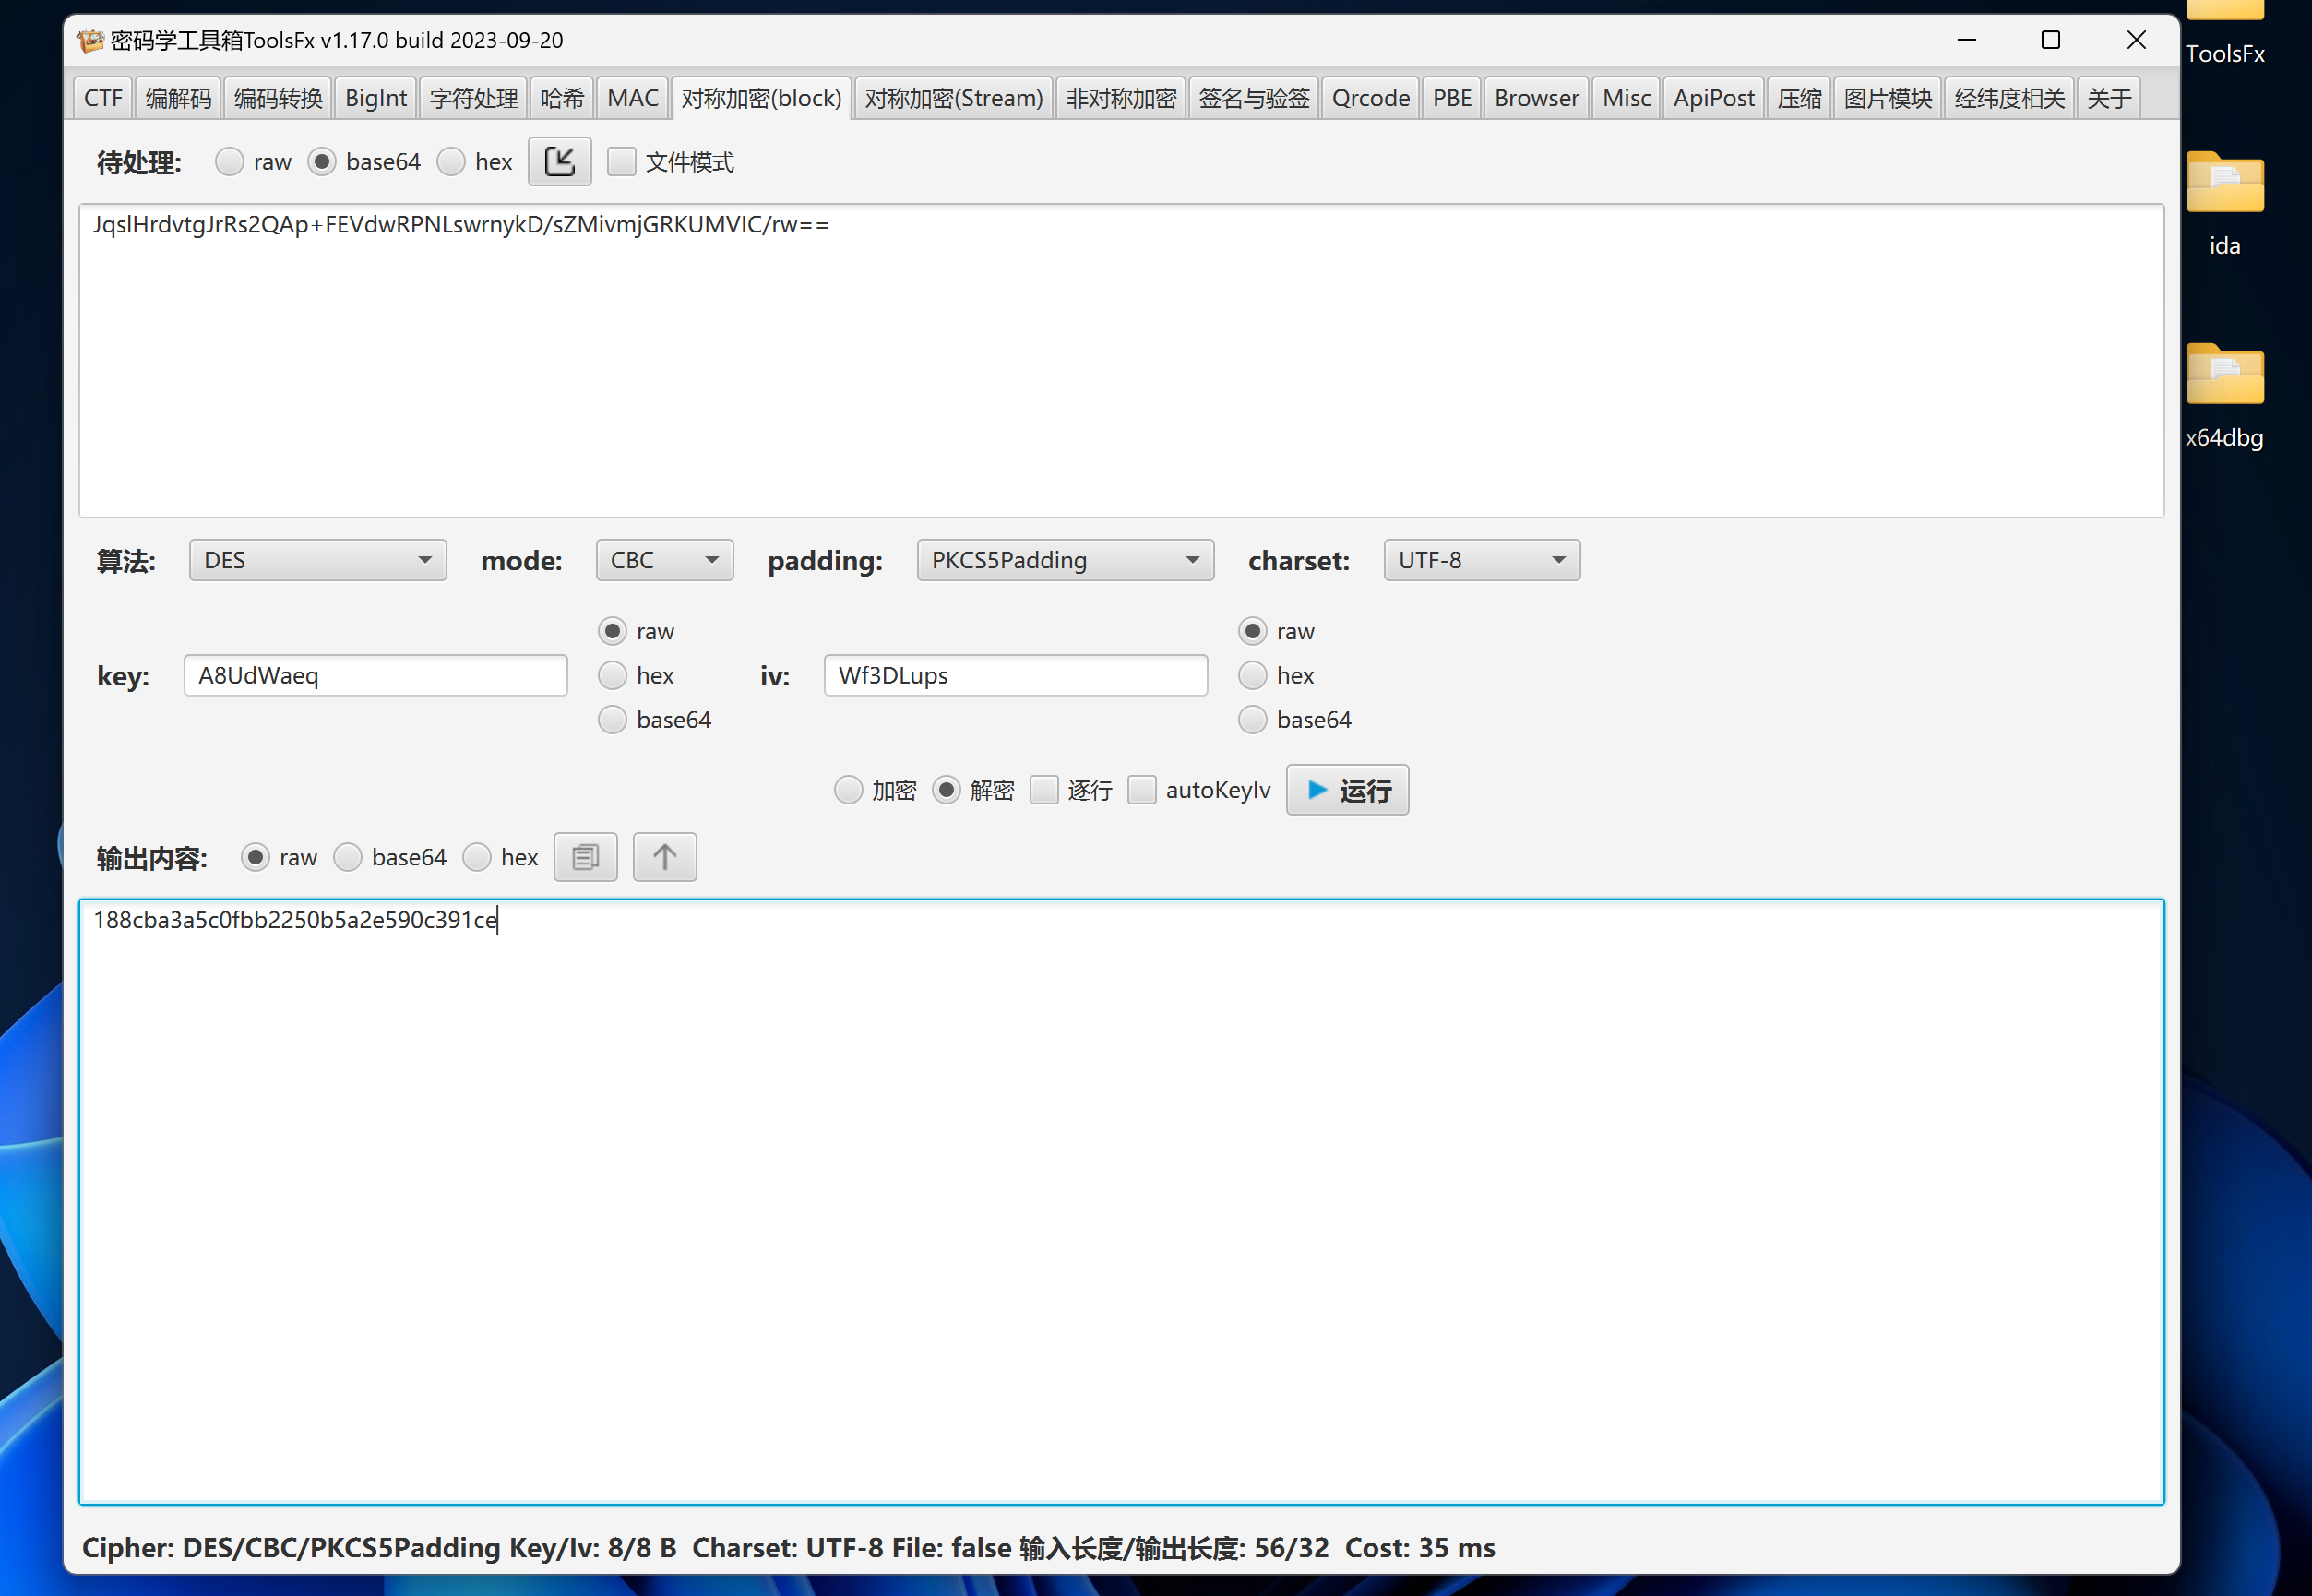 密码学工具箱ToolsFx v1.17.0 build 2023-09-20
ToolsFx
CTF 编解码 编码转换 BigInt 字符处理 哈希 MAC 对称加密(block) 对称加密(Stream) 非对称加密 签名与验签 Qrcode PBE Browser Misc ApiPost 压缩 图片模块 经纬度相关 关于
待处理: raw base64 hex 文件模式
JqslHrdvtgJrRs2QAp+FEVdwRPNLswrnykD/sZMivmjGRKUMVIC/rw==
ida
x64dbg
算法: DES mode: CBC padding: PKCS5Padding charset: UTF-8
key: A8UdWaeq raw hex base64 iv: Wf3DLups raw hex base64
加密 解密 逐行 autoKeyIv 运行
输出内容: raw base64 hex
188cba3a5c0fbb2250b5a2e590c391ce
Cipher: DES/CBC/PKCS5Padding Key/Iv: 8/8 B Charset: UTF-8 File: false 输入长度/输出长度: 56/32 Cost: 35 ms